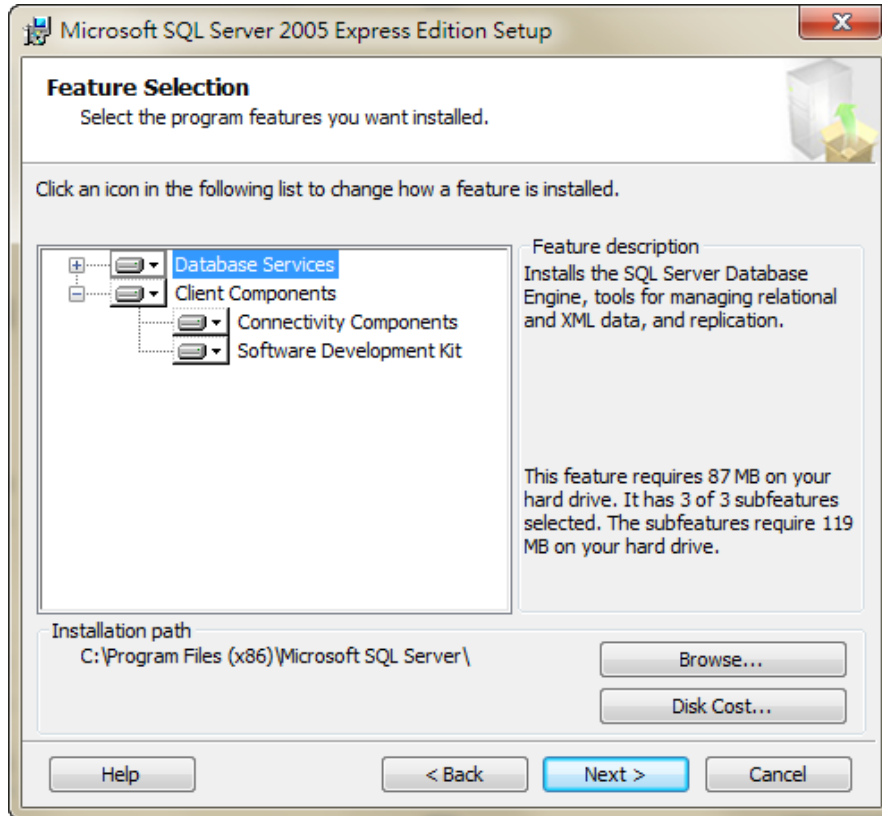 Microsoft SQL Server 2005 Express Edition Setup
Feature Selection
Select the program features you want installed.
Click an icon in the following list to change how a feature is installed.
Database Services
Client Components
Connectivity Components
Software Development Kit
Feature description
Installs the SQL Server Database
Engine, tools for managing relational
and XML data, and replication.
This feature requires 87 MB on your
hard drive. It has 3 of 3 subfeatures
selected. The subfeatures require 119
MB on your hard drive.
Installation path
C:\Program Files (x86)\Microsoft SQL Server\
Browse...
Disk Cost...
Help
< Back
Next >
Cancel